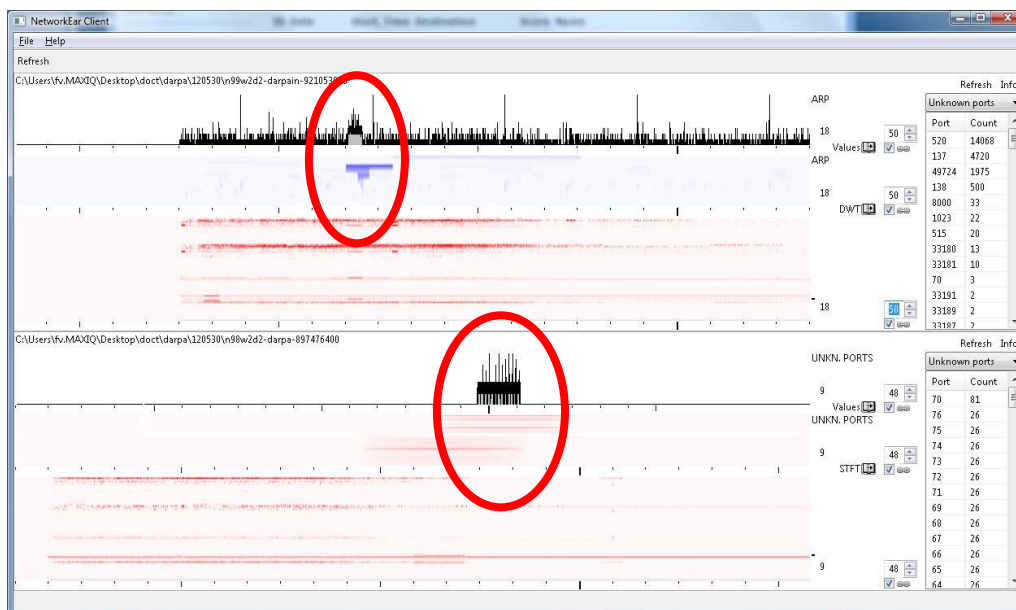 NetworkEar Client
File Help
Refresh
C:\Users\fv.MAXIQ\Desktop\doct\darpa\120530\n99w2d2-darpain-921053
Refresh Info
ARP
Unknown ports
Port Count
18
50
Values
520 14068
ARP
137 4720
49724 1975
18
50
138 500
DWT
8000 33
1023 22
515 20
33180 13
33181 10
70 3
18
50
33191 2
33189 2
33187 2
C:\Users\fv.MAXIQ\Desktop\doct\darpa\120530\n98w2d2-darpa-897476400
Refresh Info
UNKN. PORTS
Unknown ports
Port Count
9
48
Values
70 81
UNKN. PORTS
76 26
75 26
9
48
74 26
STFT
73 26
72 26
71 26
69 26
68 26
67 26
66 26
9
48
65 26
64 26